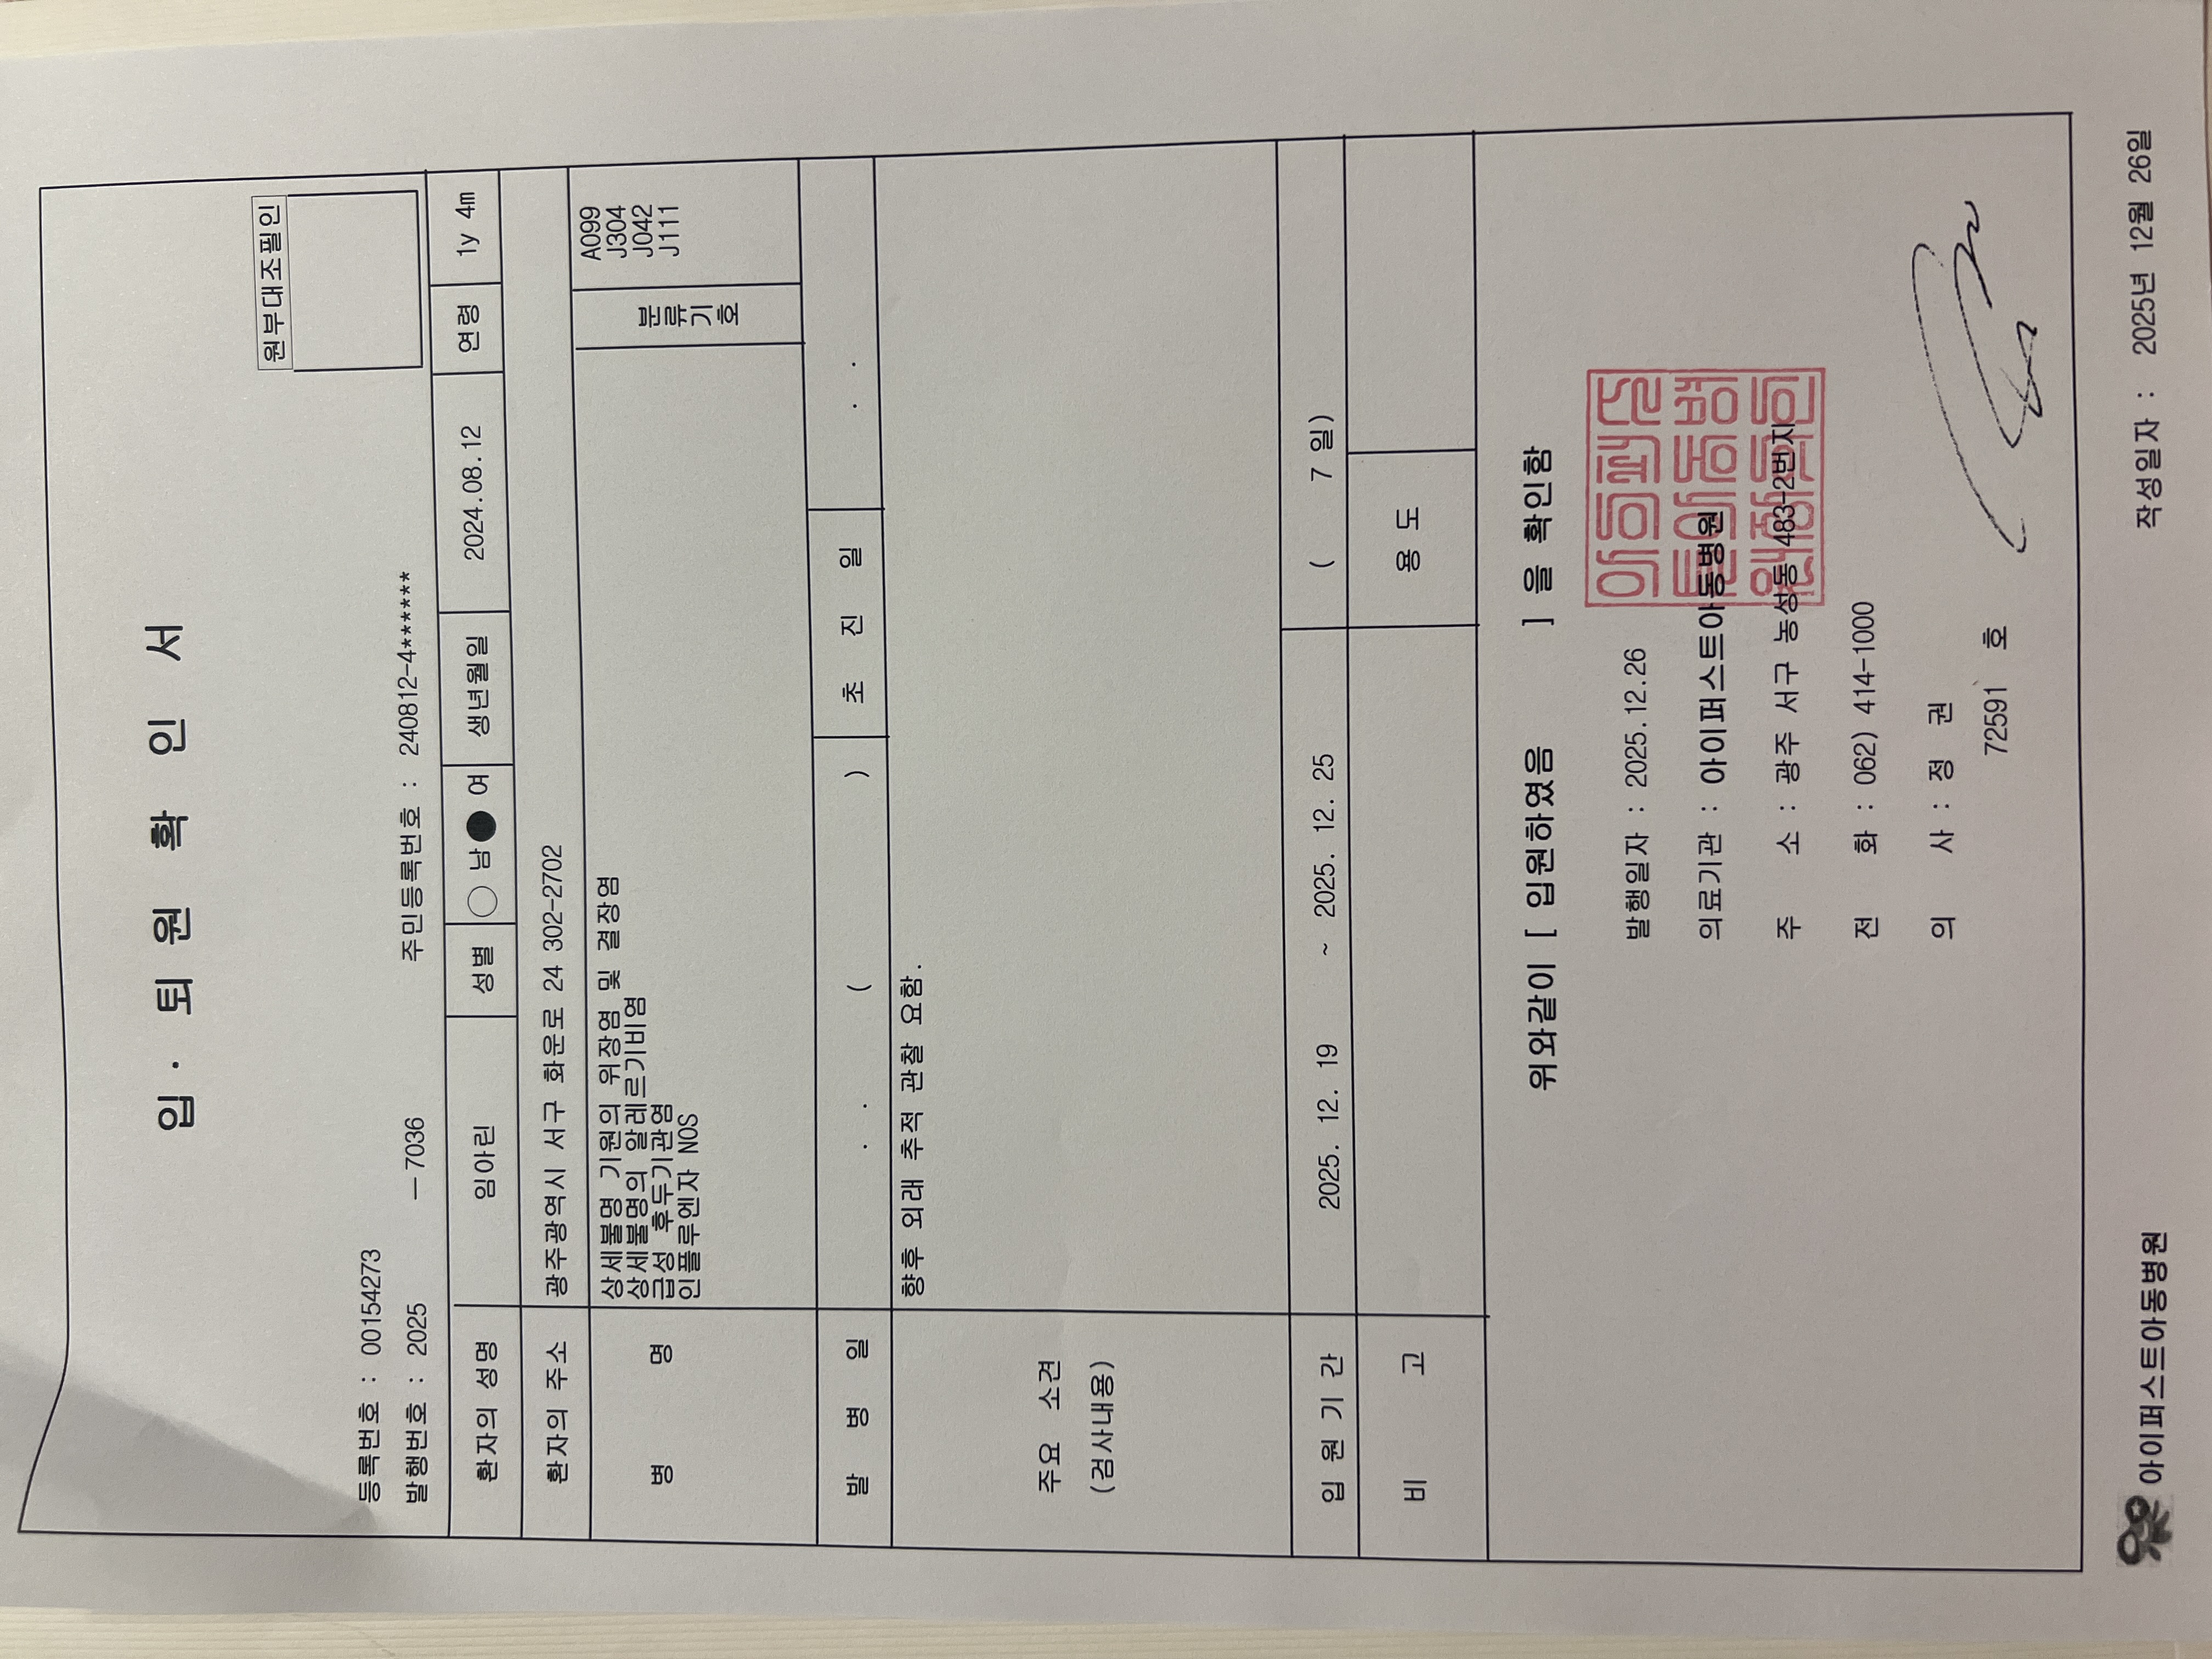 입 . 퇴 원 확 인 서
원부대조필인
등록번호 : 00154273
발행번호 : 2025 — 7036 주민등록번호 : 240812-4******
환자의 성명 임아린 성별 ○ 남 ● 여 생년월일 2024.08.12 연령 1y 4m
환자의 주소 광주광역시 서구 화운로 24 302-2702
병 명 분류기호
상세불명 기원의 위장염 및 결장염 A099
상세불명의 알레르기비염 J304
급성 후두기관염 J042
인플루엔자 NOS J111
발 병 일 . . ( ) 초 진 일 . .
주요 소견
(검사내용)
향후 외래 추적 관찰 요함.
입 원 기 간 2025. 12. 19 ~ 2025. 12. 25 ( 7 일)
비 고 용 도
위와같이 [ 입원하였음 ] 을 확인함
발행일자 : 2025.12.26
의료기관 : 아이퍼스트아동병원
주 소 : 광주 서구 농성동 483-2번지
전 화 : 062) 414-1000
의 사 : 정 권
72591 호
아이퍼스트아동병원 작성일자 : 2025년 12월 26일